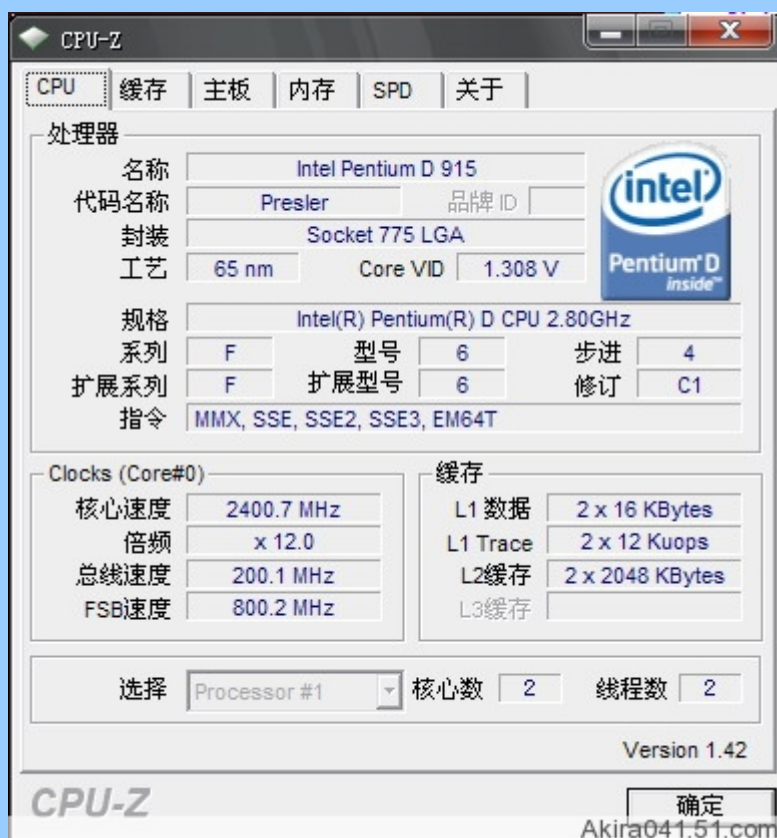 CPU-Z
CPU 缓存 主板 内存 SPD 关于
处理器
名称 Intel Pentium D 915
代码名称 Presler 品牌 ID
封装 Socket 775 LGA
工艺 65 nm Core VID 1.308 V
intel
Pentium D
inside™
规格 Intel(R) Pentium(R) D CPU 2.80GHz
系列 F 型号 6 步进 4
扩展系列 F 扩展型号 6 修订 C1
指令 MMX, SSE, SSE2, SSE3, EM64T
Clocks (Core#0)
核心速度 2400.7 MHz
倍频 x 12.0
总线速度 200.1 MHz
FSB速度 800.2 MHz
缓存
L1 数据 2 x 16 KBytes
L1 Trace 2 x 12 Kuops
L2缓存 2 x 2048 KBytes
L3缓存
选择 Processor #1 核心数 2 线程数 2
Version 1.42
CPU-Z 确定
Akira041.51.com